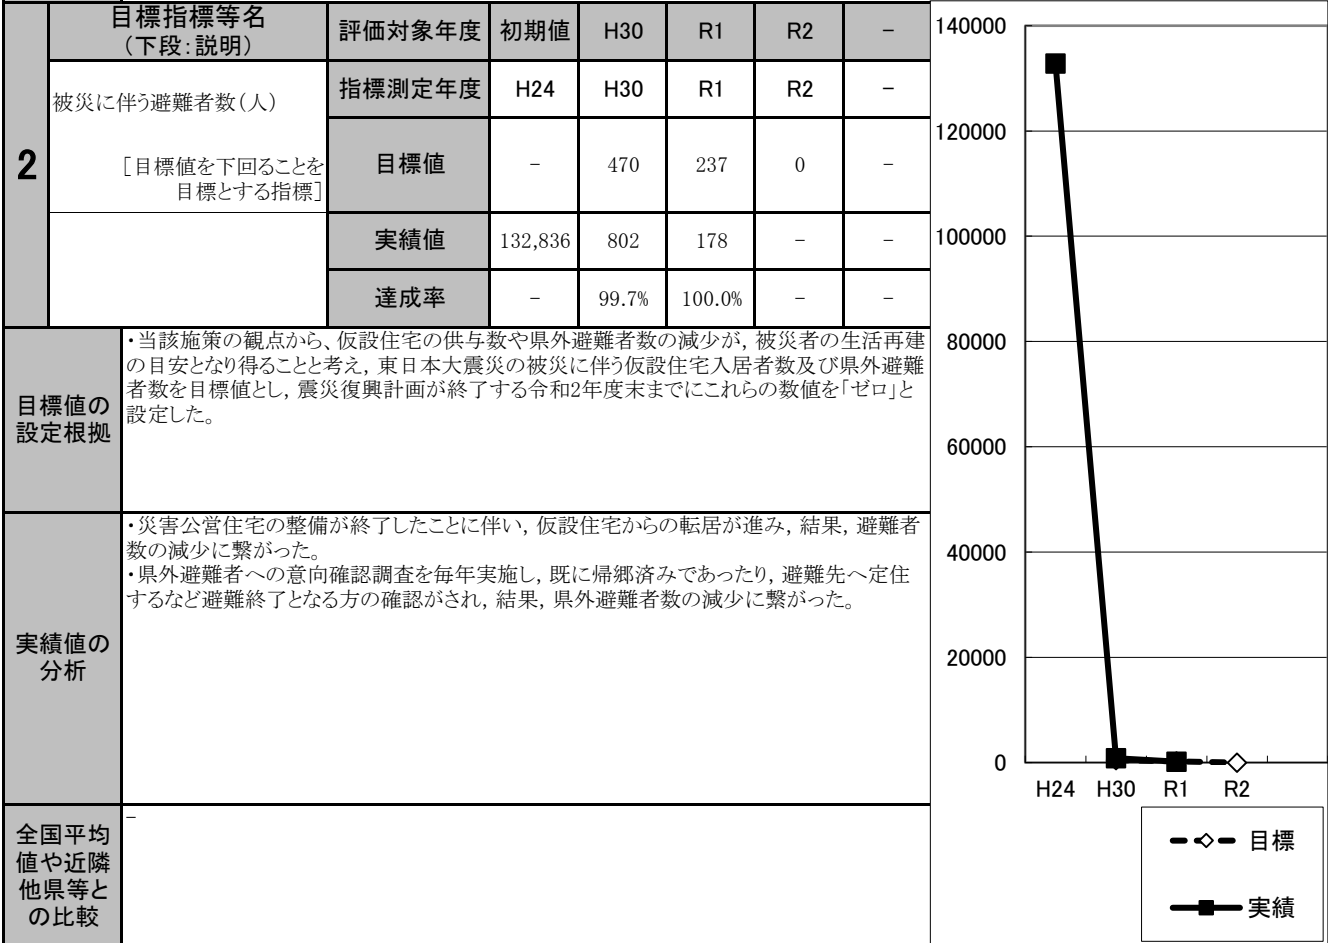 2
目標指標等名
（下段：説明）
評価対象年度 初期値 H30 R1 R2 −
被災に伴う避難者数（人）
[目標値を下回ることを
目標とする指標]
指標測定年度 H24 H30 R1 R2 −
目標値 − 470 237 0 −
実績値 132,836 802 178 − −
達成率 − 99.7% 100.0% − −
目標値の
設定根拠
・当該施策の観点から、仮設住宅の供与数や県外避難者数の減少が，被災者の生活再建
の目安となり得ることと考え，東日本大震災の被災に伴う仮設住宅入居者数及び県外避難
者数を目標値とし，震災復興計画が終了する令和2年度末までにこれらの数値を「ゼロ」と
設定した。
実績値の
分析
・災害公営住宅の整備が終了したことに伴い，仮設住宅からの転居が進み，結果，避難者
数の減少に繋がった。
・県外避難者への意向確認調査を毎年実施し，既に帰郷済みであったり，避難先へ定住
するなど避難終了となる方の確認がされ，結果，県外避難者数の減少に繋がった。
全国平均
値や近隣
他県等と
の比較
−
140000
120000
100000
80000
60000
40000
20000
0
H24 H30 R1 R2
目標
実績